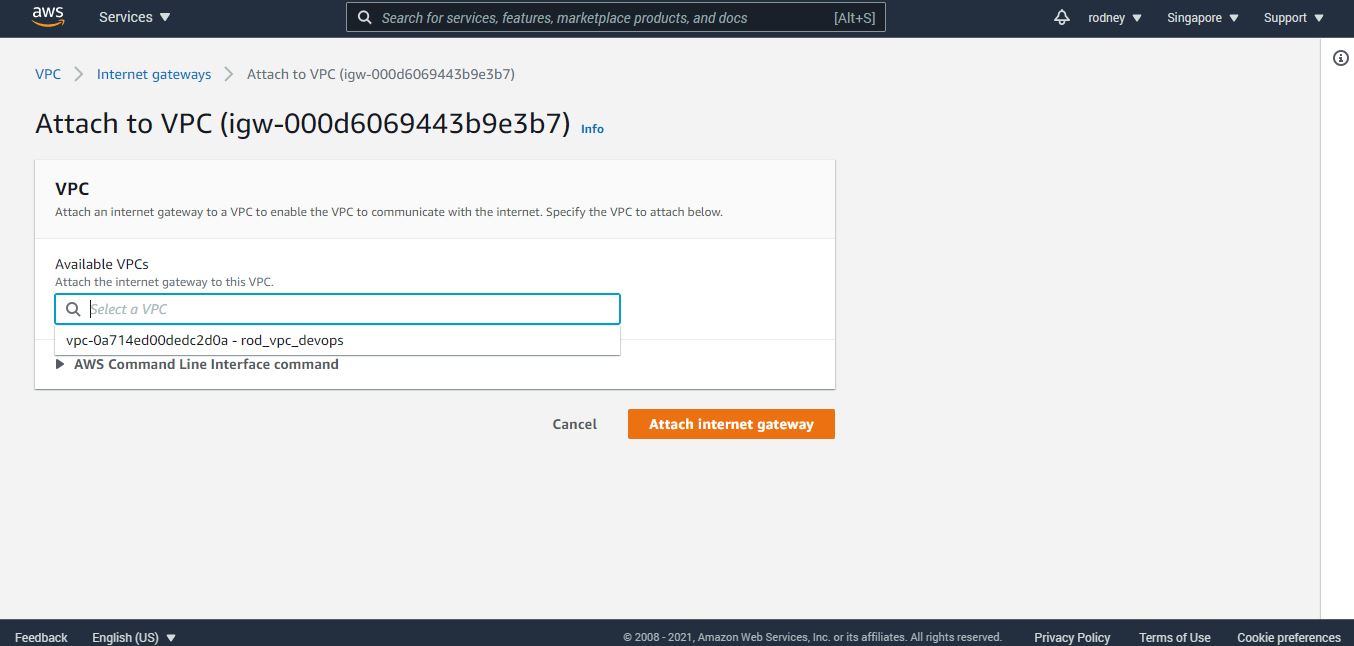 aws Services Search for services, features, marketplace products, and docs [Alt+S] rodney Singapore Support
VPC Internet gateways Attach to VPC (igw-000d6069443b9e3b7)
Attach to VPC (igw-000d6069443b9e3b7) Info
VPC
Attach an internet gateway to a VPC to enable the VPC to communicate with the internet. Specify the VPC to attach below.
Available VPCs
Attach the internet gateway to this VPC.
Select a VPC
vpc-0a714ed00dedc2d0a - rod_vpc_devops
AWS Command Line Interface command
Cancel Attach internet gateway
Feedback English (US) © 2008 - 2021, Amazon Web Services, Inc. or its affiliates. All rights reserved. Privacy Policy Terms of Use Cookie preferences